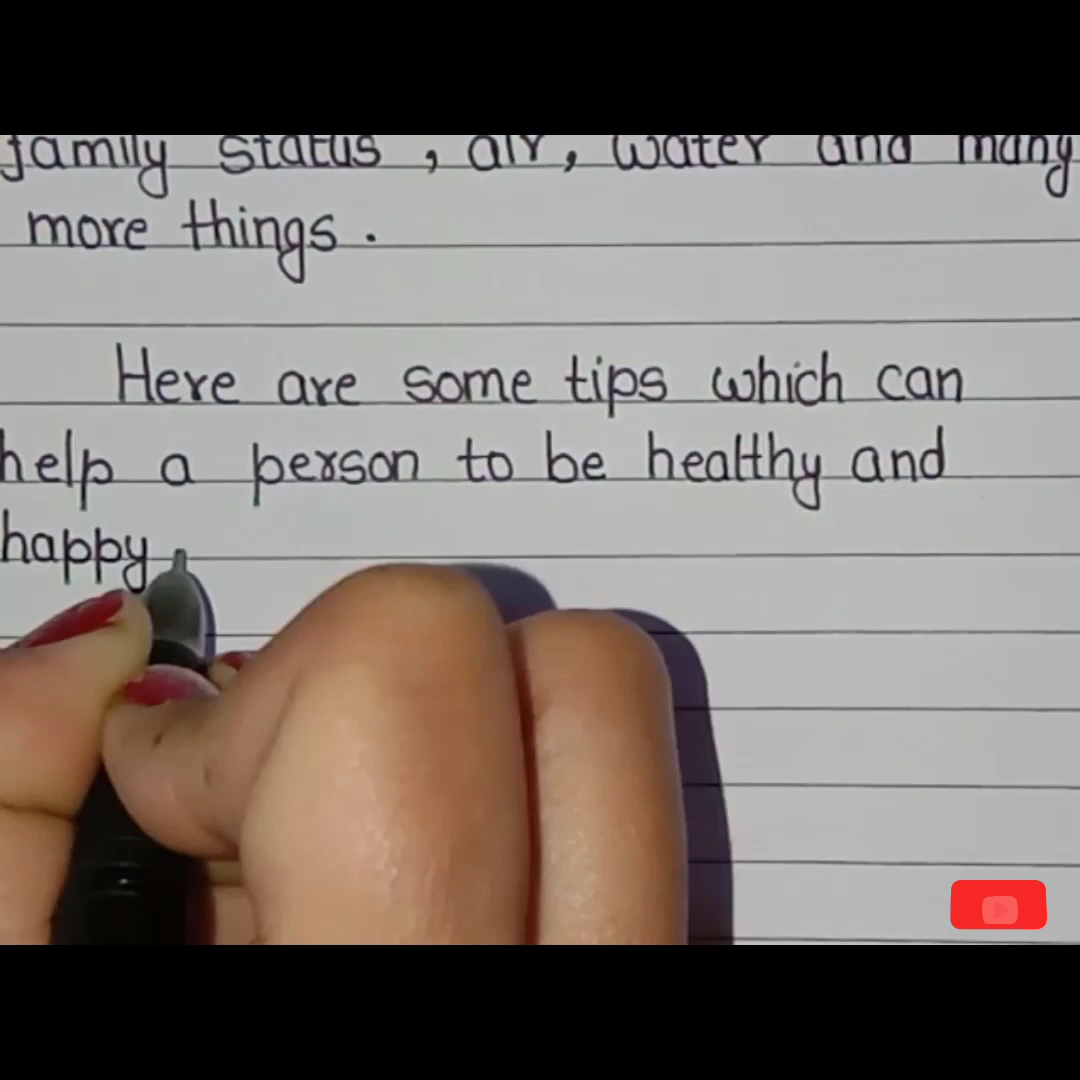 family status , air, water and many
more things .
Here are some tips which can
help a person to be healthy and
happy